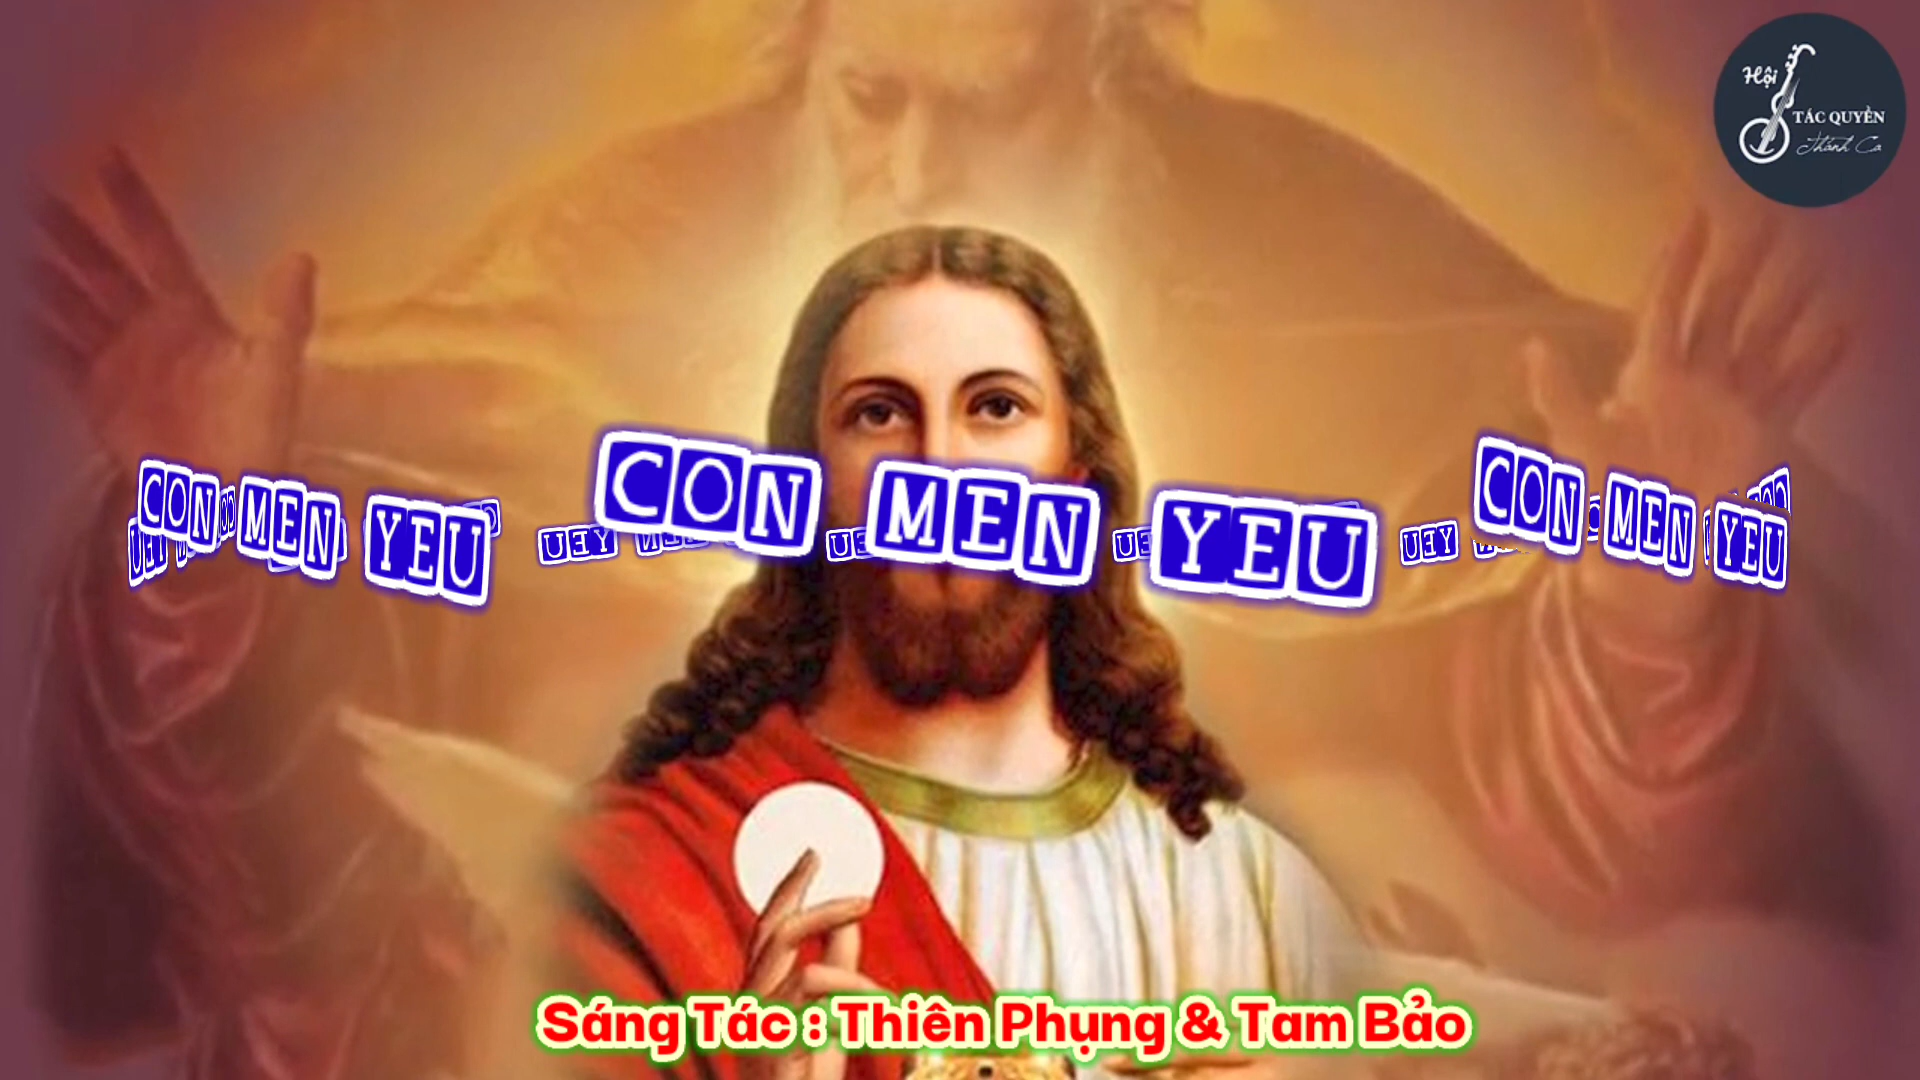 Hội
TÁC QUYỀN
Thánh Ca
CON MEN YEU CON MEN YEU CON MEN YEU
Sáng Tác : Thiên Phụng & Tam Bảo